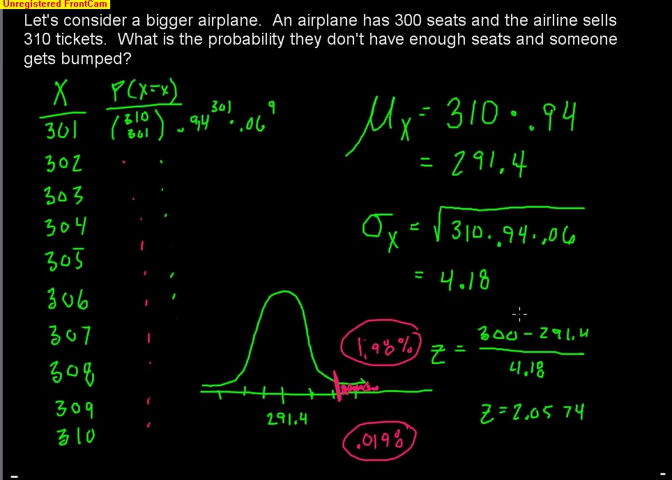 Unregistered FrontCam
Let's consider a bigger airplane. An airplane has 300 seats and the airline sells
310 tickets. What is the probability they don't have enough seats and someone
gets bumped?
X P(X=x)
301 (310 301) · .94^301 · .06^9
302
303
304
305
306
307
308
309
310
μx = 310 · .94
= 291.4
σx = √310 · .94 · .06
= 4.18
z = 300 - 291.4
4.18
z = 2.0574
1.98%
.0198
291.4